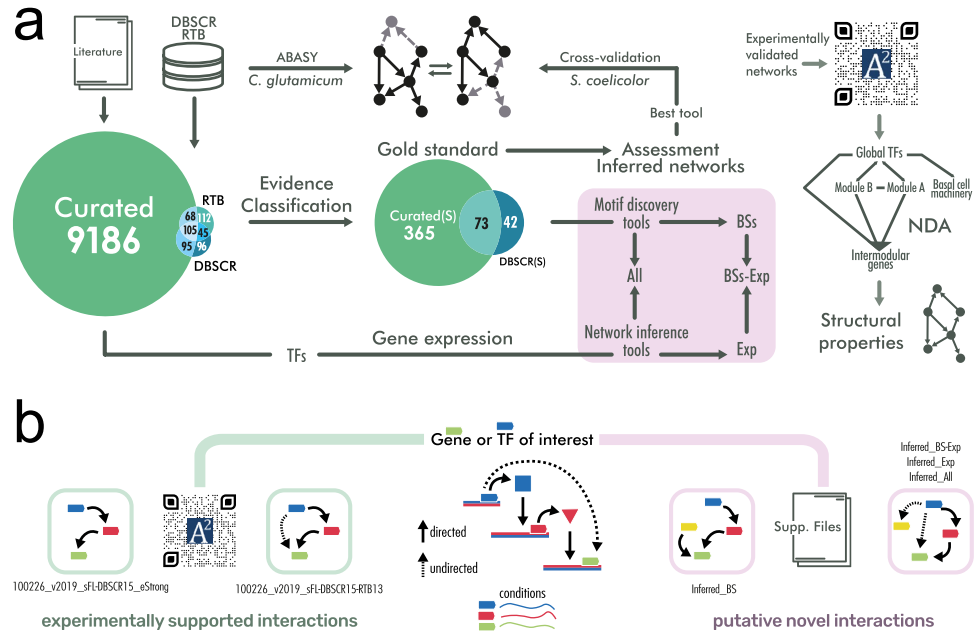 a
Literature
DBSCR
RTB
ABASY
C. glutamicum
Cross-validation
S. coelicolor
Best tool
Experimentally
validated
networks
A2
Curated
9186
RTB
68
112
105
45
95
96
DBSCR
Evidence
Classification
Gold standard
Assessment
Inferred networks
Curated(S)
365
73
42
DBSCR(S)
Motif discovery
tools
BSs
All
BSs-Exp
Network inference
tools
Exp
TFs
Gene expression
Global TFs
Module B
Module A
Basal cell
machinery
NDA
Intermodular
genes
Structural
properties
b
Gene or TF of interest
A2
100226_v2019_sFL-DBSCR15_eStrong
100226_v2019_sFL-DBSCR15-RTB13
experimentally supported interactions
directed
undirected
conditions
Inferred_BS-Exp
Inferred_Exp
Inferred_All
Supp. Files
Inferred_BS
putative novel interactions